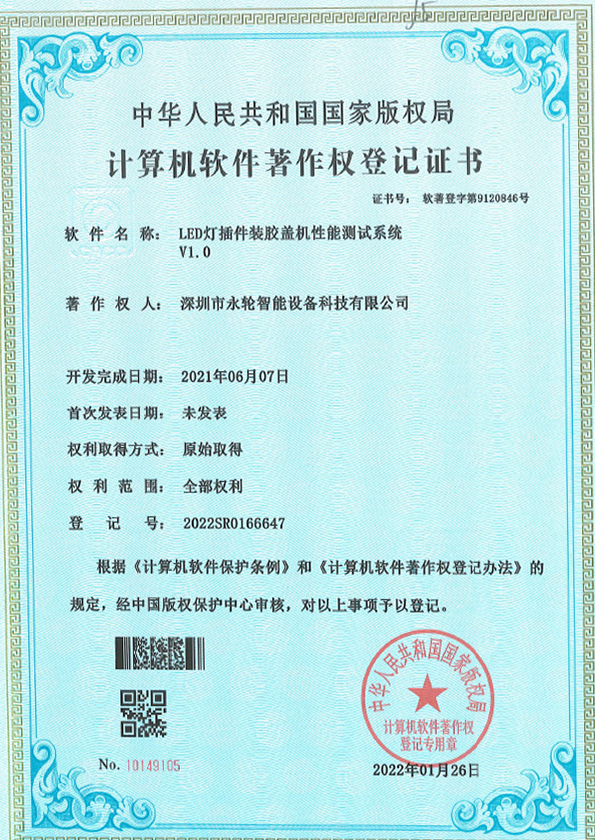 15
中华人民共和国国家版权局
计算机软件著作权登记证书
证书号： 软著登字第9120846号
软件名称： LED灯插件装胶盖机性能测试系统
V1.0
著作权人： 深圳市永轮智能设备科技有限公司
开发完成日期： 2021年06月07日
首次发表日期： 未发表
权利取得方式： 原始取得
权利范围： 全部权利
登记号： 2022SR0166647
根据《计算机软件保护条例》和《计算机软件著作权登记办法》的
规定，经中国版权保护中心审核，对以上事项予以登记。
中华人民共和国国家版权局
计算机软件著作权
登记专用章
No. 10149105
2022年01月26日